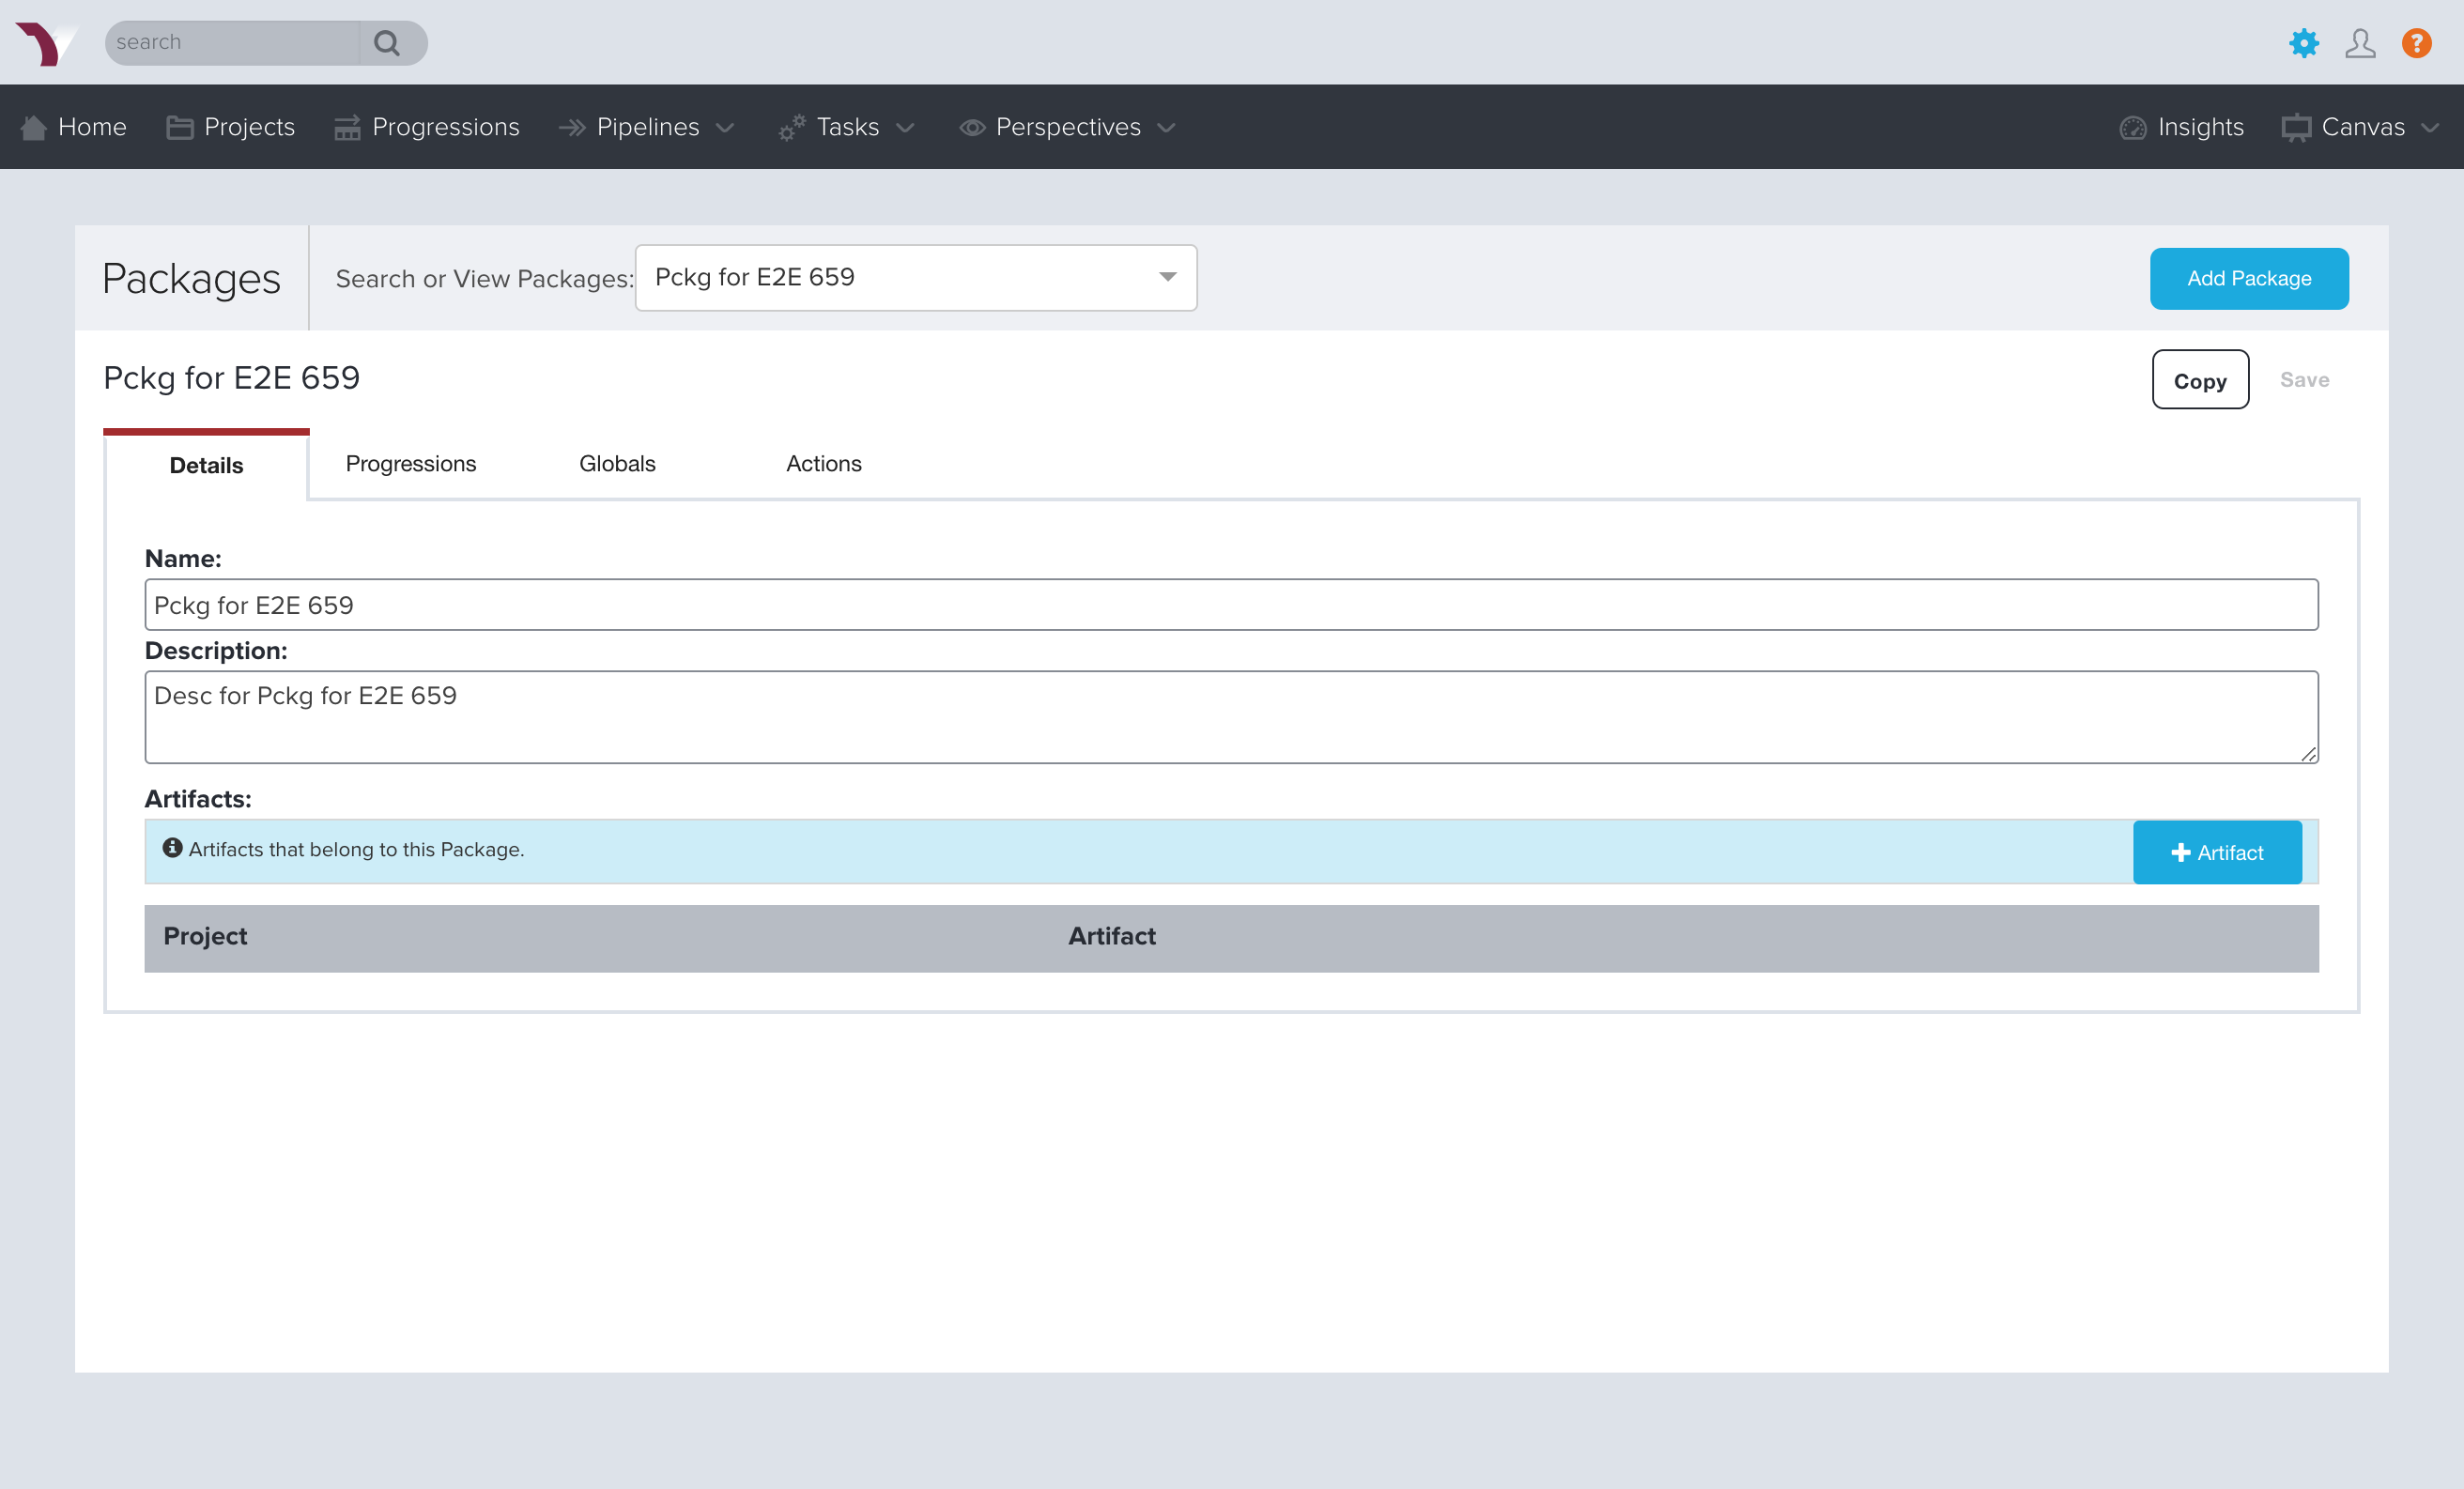 search
Home Projects Progressions Pipelines Tasks Perspectives Insights Canvas
Packages Search or View Packages: Pckg for E2E 659 Add Package
Pckg for E2E 659 Copy Save
Details Progressions Globals Actions
Name:
Pckg for E2E 659
Description:
Desc for Pckg for E2E 659
Artifacts:
Artifacts that belong to this Package. Artifact
Project Artifact